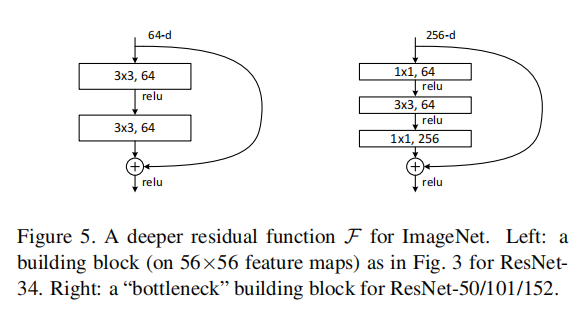 64-d
3x3, 64
relu
3x3, 64
+
relu
256-d
1x1, 64
relu
3x3, 64
relu
1x1, 256
+
relu
Figure 5. A deeper residual function F for ImageNet. Left: a
building block (on 56×56 feature maps) as in Fig. 3 for ResNet-
34. Right: a “bottleneck” building block for ResNet-50/101/152.